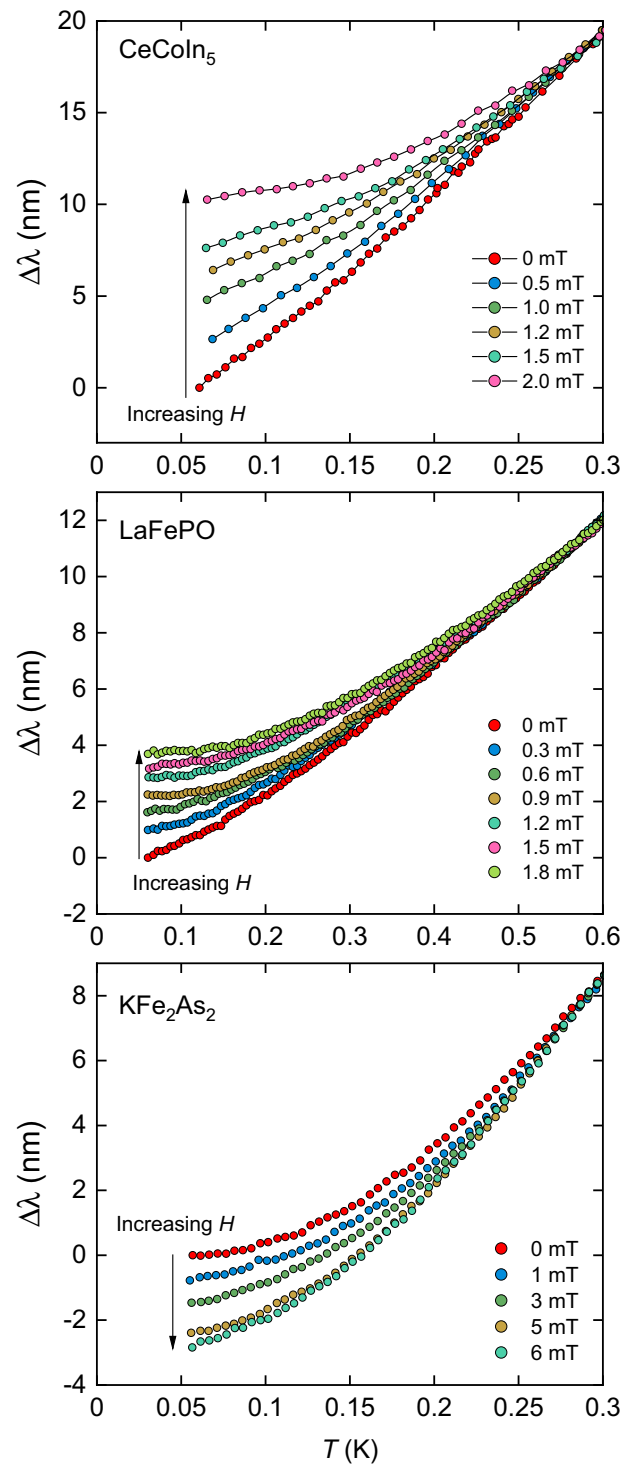 CeCoIn₅
Δλ (nm)
20
15
10
5
0
0 mT
0.5 mT
1.0 mT
1.2 mT
1.5 mT
2.0 mT
Increasing H
0 0.05 0.1 0.15 0.2 0.25 0.3
LaFePO
Δλ (nm)
12
10
8
6
4
2
0
-2
0 mT
0.3 mT
0.6 mT
0.9 mT
1.2 mT
1.5 mT
1.8 mT
Increasing H
0 0.1 0.2 0.3 0.4 0.5 0.6
KFe₂As₂
Δλ (nm)
8
6
4
2
0
-2
-4
Increasing H
0 mT
1 mT
3 mT
5 mT
6 mT
0 0.05 0.1 0.15 0.2 0.25 0.3
T (K)